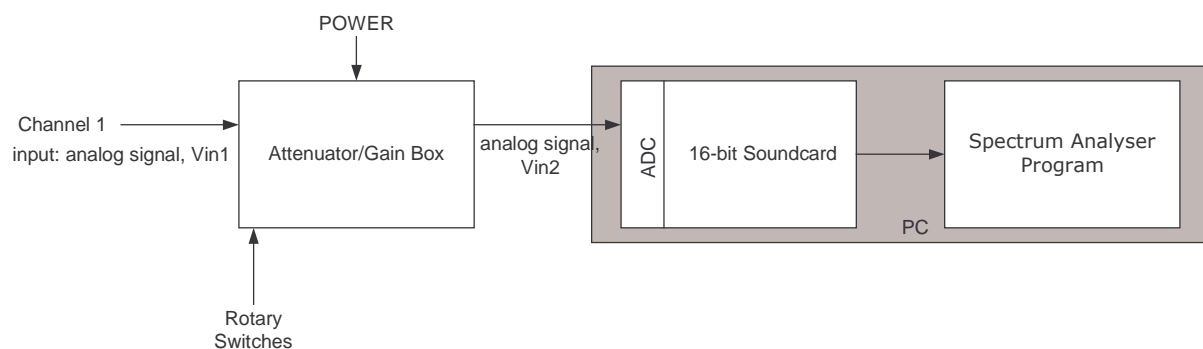 POWER
Channel 1
input: analog signal, Vin1
Attenuator/Gain Box
analog signal,
Vin2
ADC
16-bit Soundcard
Spectrum Analyser
Program
PC
Rotary
Switches